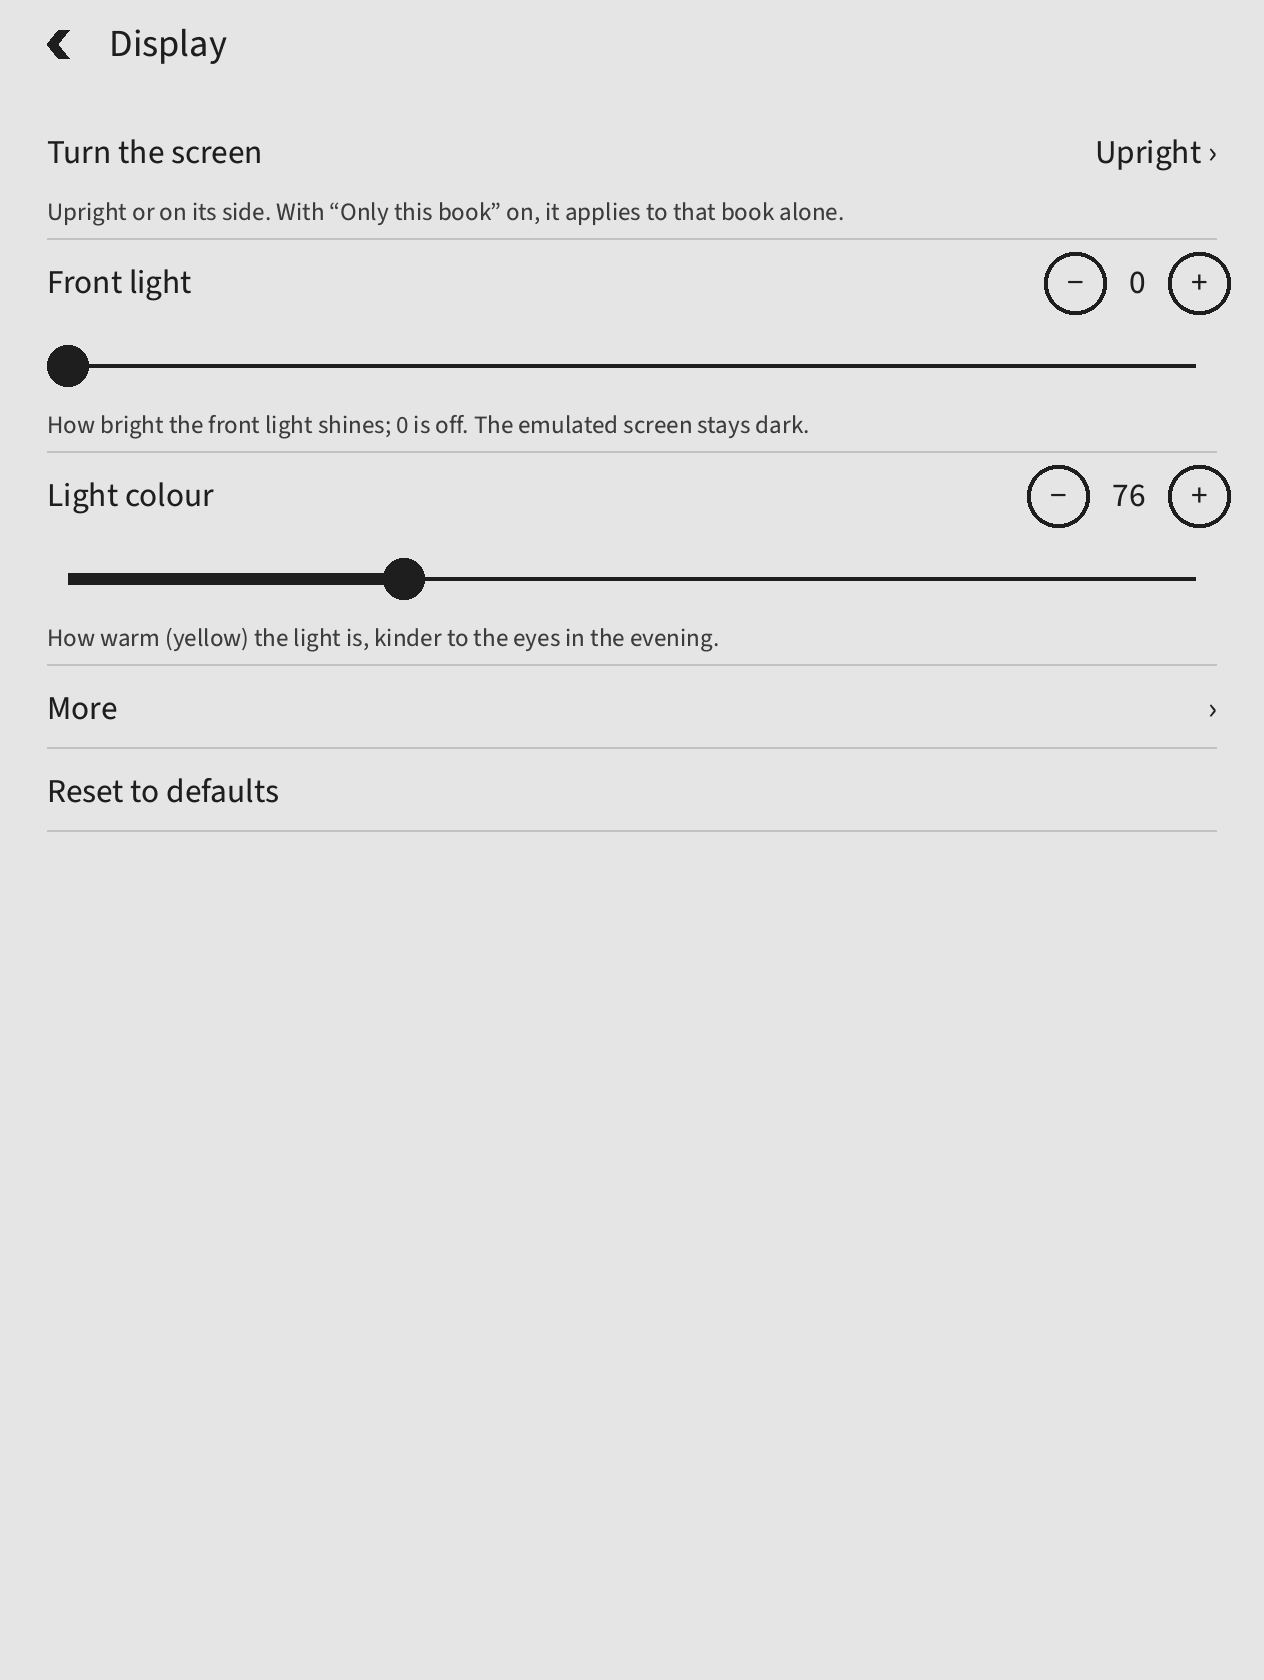 Display
Turn the screen
Upright ›
Upright or on its side. With “Only this book” on, it applies to that book alone.
Front light
− 0 +
How bright the front light shines; 0 is off. The emulated screen stays dark.
Light colour
− 76 +
How warm (yellow) the light is, kinder to the eyes in the evening.
More ›
Reset to defaults